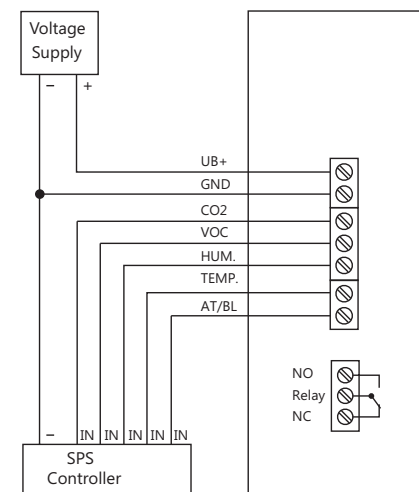 Voltage
Supply
– +
UB+
GND
CO2
VOC
HUM.
TEMP.
AT/BL
NO
Relay
NC
– IN IN IN IN IN
SPS
Controller